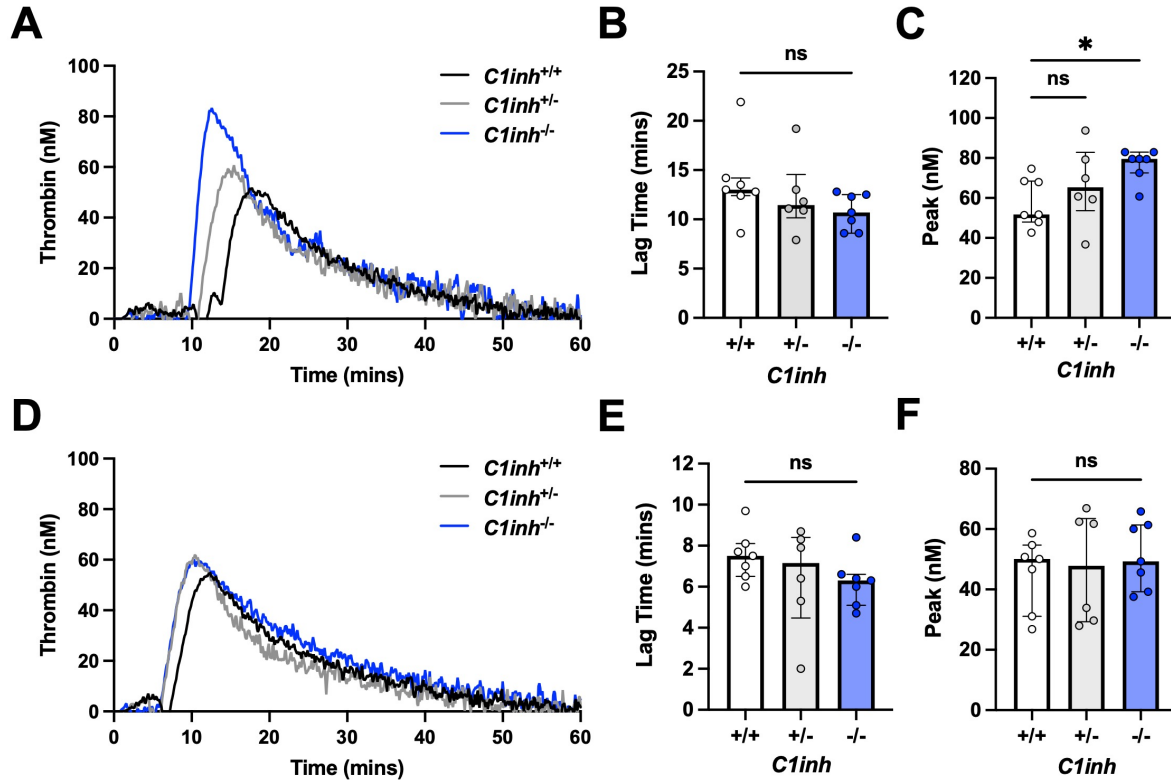 A
100
80
60
40
20
0
Thrombin (nM)
C1inh+/+
C1inh+/-
C1inh-/-
0 10 20 30 40 50 60
Time (mins)
B
ns
25
20
15
10
5
0
Lag Time (mins)
+/+ +/- -/-
C1inh
C
*
ns
120
100
80
60
40
20
0
Peak (nM)
+/+ +/- -/-
C1inh
D
100
80
60
40
20
0
Thrombin (nM)
C1inh+/+
C1inh+/-
C1inh-/-
0 10 20 30 40 50 60
Time (mins)
E
ns
12
10
8
6
4
2
0
Lag Time (mins)
+/+ +/- -/-
C1inh
F
ns
80
60
40
20
0
Peak (nM)
+/+ +/- -/-
C1inh